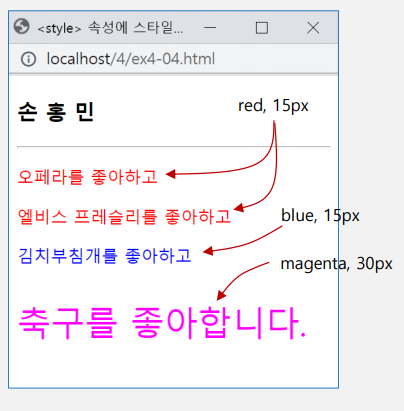 <style> 속성에 스타일...
localhost/4/ex4-04.html
손 홍 민
red, 15px
오페라를 좋아하고
엘비스 프레슬리를 좋아하고
blue, 15px
김치부침개를 좋아하고
magenta, 30px
축구를 좋아합니다.